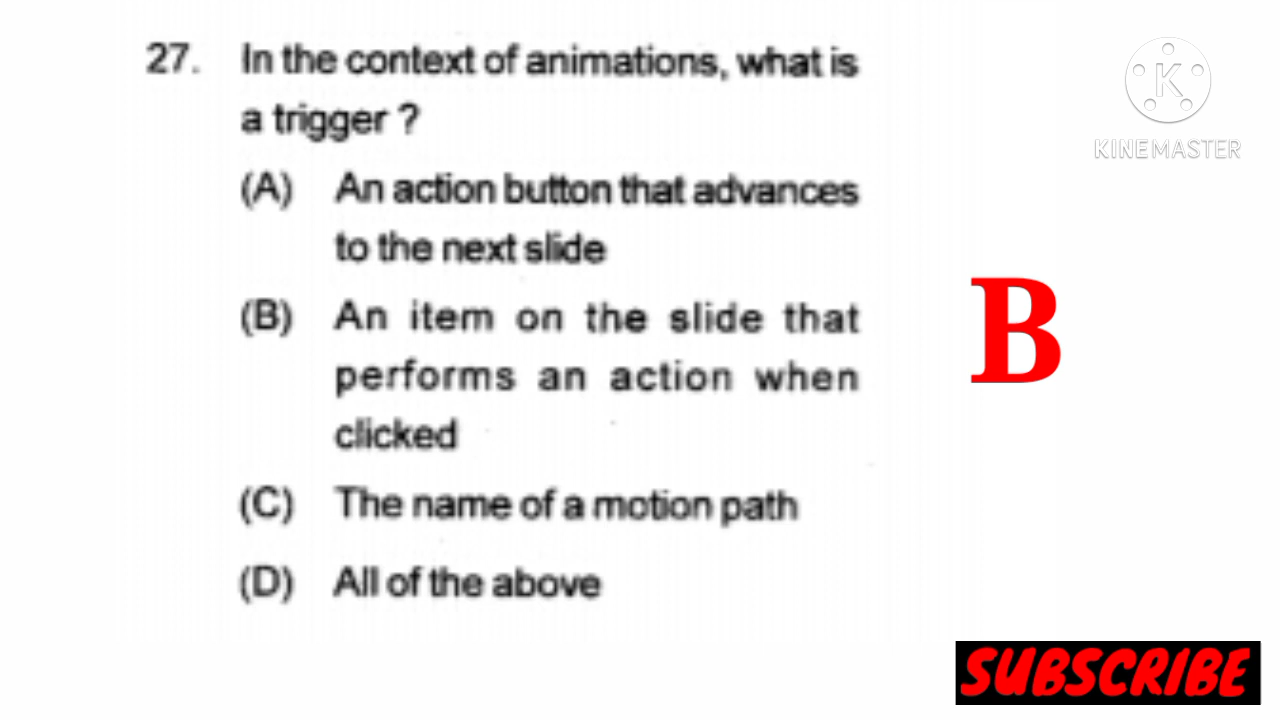 27. In the context of animations, what is
a trigger ?
(A) An action button that advances
to the next slide
(B) An item on the slide that
performs an action when
clicked
(C) The name of a motion path
(D) All of the above
B
K
KINEMASTER
SUBSCRIBE